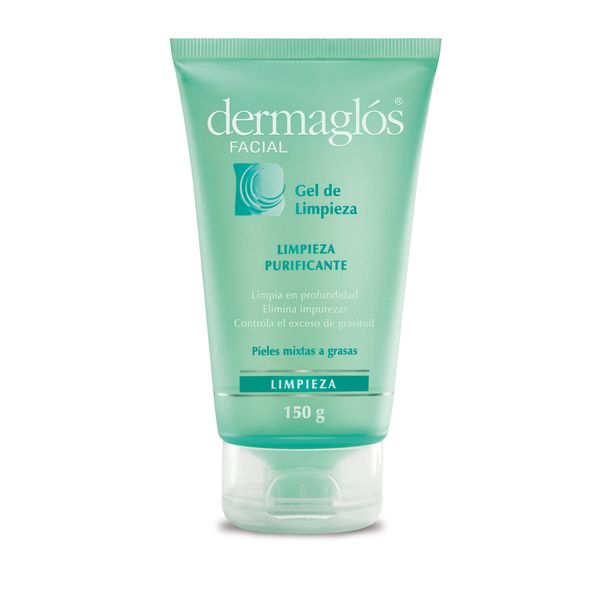 dermaglós®
FACIAL
Gel de
Limpieza
LIMPIEZA
PURIFICANTE
Limpia en profundidad
Elimina impurezas
Controla el exceso de grasitud
Pieles mixtas a grasas
LIMPIEZA
150 g